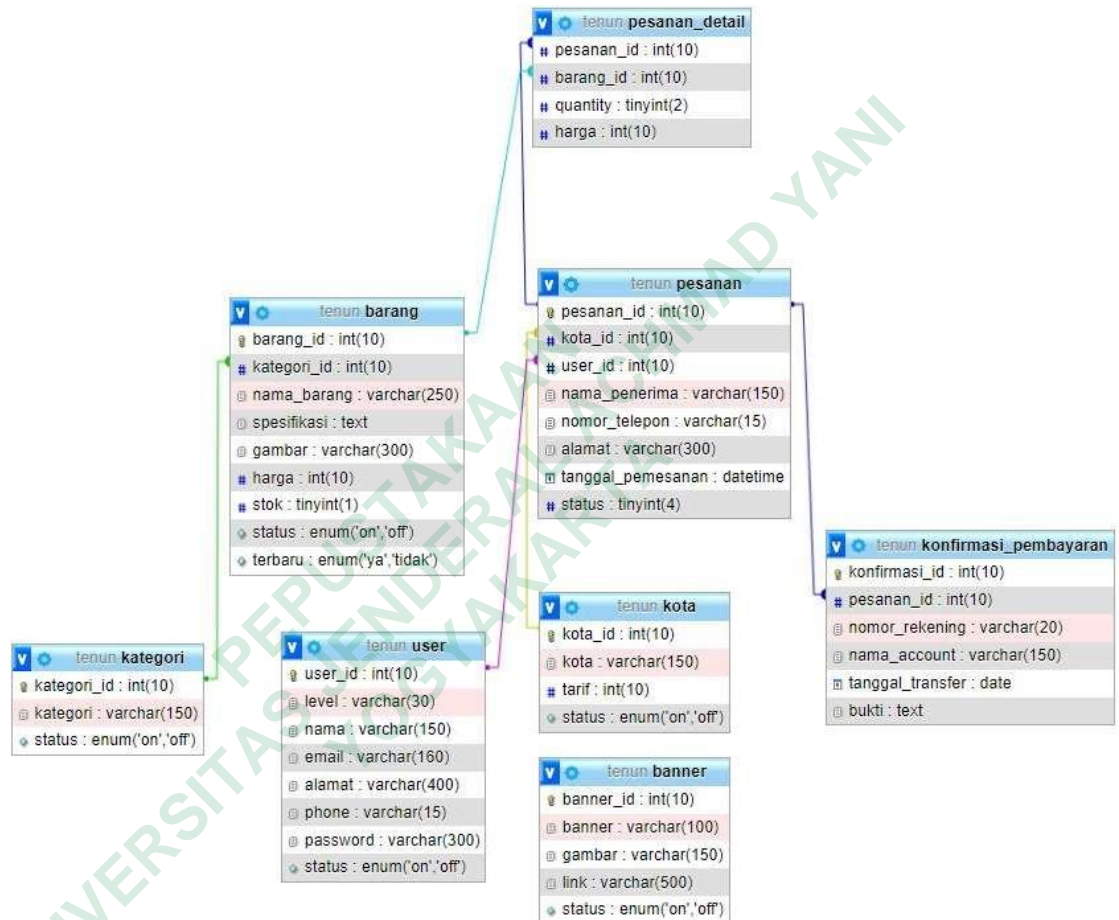 tenun pesanan_detail
pesanan_id : int(10)
barang_id : int(10)
quantity : tinyint(2)
harga : int(10)
tenun pesanan
pesanan_id : int(10)
kota_id : int(10)
user_id : int(10)
nama_penerima : varchar(150)
nomor_telepon : varchar(15)
alamat : varchar(300)
tanggal_pemesanan : datetime
status : tinyint(4)
tenun barang
barang_id : int(10)
kategori_id : int(10)
nama_barang : varchar(250)
spesifikasi : text
gambar : varchar(300)
harga : int(10)
stok : tinyint(1)
status : enum('on','off')
terbaru : enum('ya','tidak')
tenun konfirmasi_pembayaran
konfirmasi_id : int(10)
pesanan_id : int(10)
nomor_rekening : varchar(20)
nama_account : varchar(150)
tanggal_transfer : date
bukti : text
tenun kategori
kategori_id : int(10)
kategori : varchar(150)
status : enum('on','off')
tenun user
user_id : int(10)
level : varchar(30)
nama : varchar(150)
email : varchar(160)
alamat : varchar(400)
phone : varchar(15)
password : varchar(300)
status : enum('on','off')
tenun kota
kota_id : int(10)
kota : varchar(150)
tarif : int(10)
status : enum('on','off')
tenun banner
banner_id : int(10)
banner : varchar(100)
gambar : varchar(150)
link : varchar(500)
status : enum('on','off')
PEPUSTAKAAN
UNIVERSITAS JENDERAL ACHMAD YANI
YOGYAKARTA